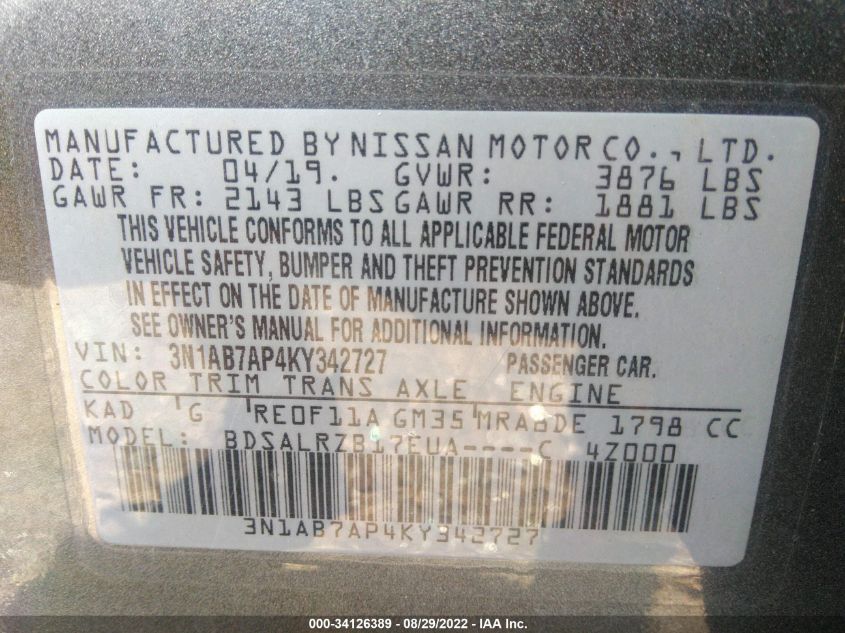 MANUFACTURED BY NISSAN MOTOR CO., LTD.
DATE: 04/19. GVWR: 3876 LBS
GAWR FR: 2143 LBS GAWR RR: 1881 LBS
THIS VEHICLE CONFORMS TO ALL APPLICABLE FEDERAL MOTOR
VEHICLE SAFETY, BUMPER AND THEFT PREVENTION STANDARDS
IN EFFECT ON THE DATE OF MANUFACTURE SHOWN ABOVE.
SEE OWNER'S MANUAL FOR ADDITIONAL INFORMATION.
VIN: 3N1AB7AP4KY342727 PASSENGER CAR.
COLOR TRIM TRANS AXLE ENGINE
KAD G RE0F11A GM35 MRA8DE 1798 CC
MODEL: BDSALRZB17EUA----C 4Z000
3N1AB7AP4KY342727
000-34126389 - 08/29/2022 - IAA Inc.